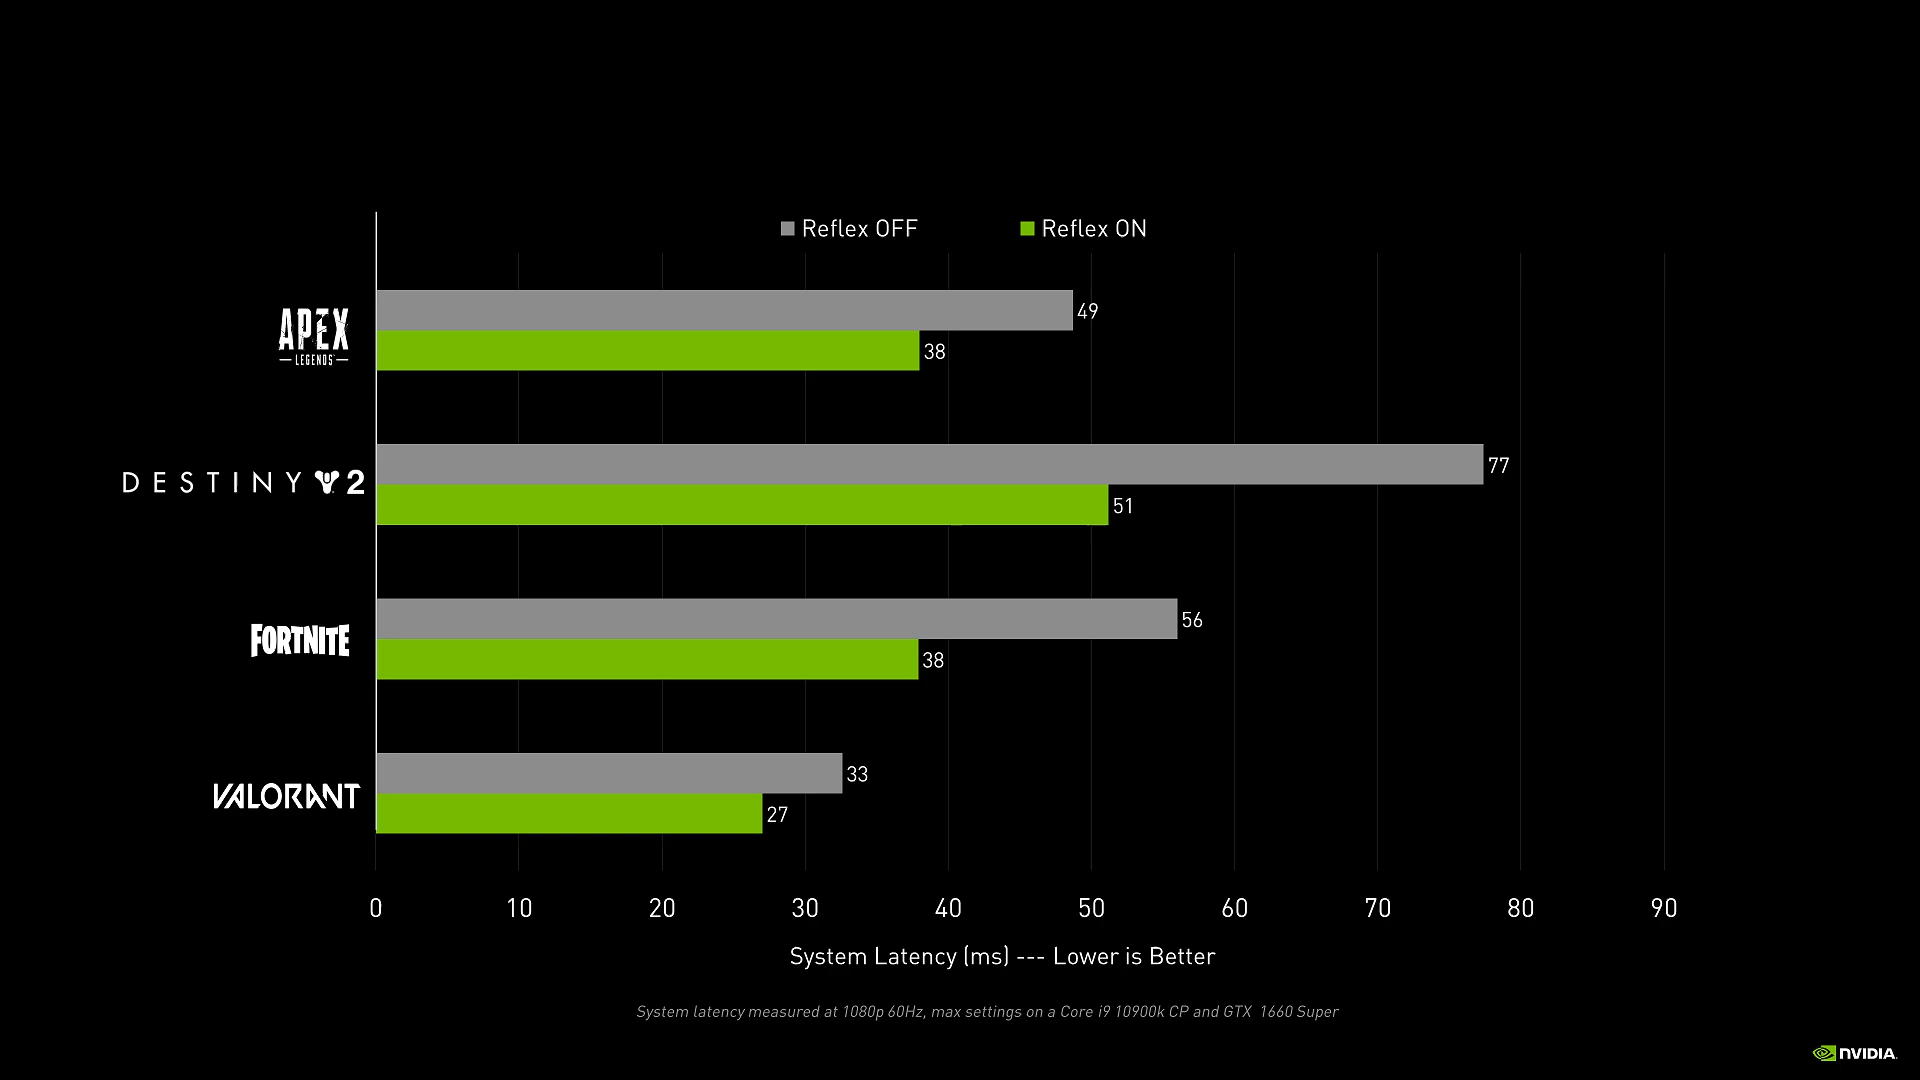 Reflex OFF Reflex ON
49
APEX
LEGENDS
38
77
DESTINY 2
51
56
FORTNITE
38
33
VALORANT
27
0 10 20 30 40 50 60 70 80 90
System Latency (ms) --- Lower is Better
System latency measured at 1080p 60Hz, max settings on a Core i9 10900k CP and GTX 1660 Super
NVIDIA.